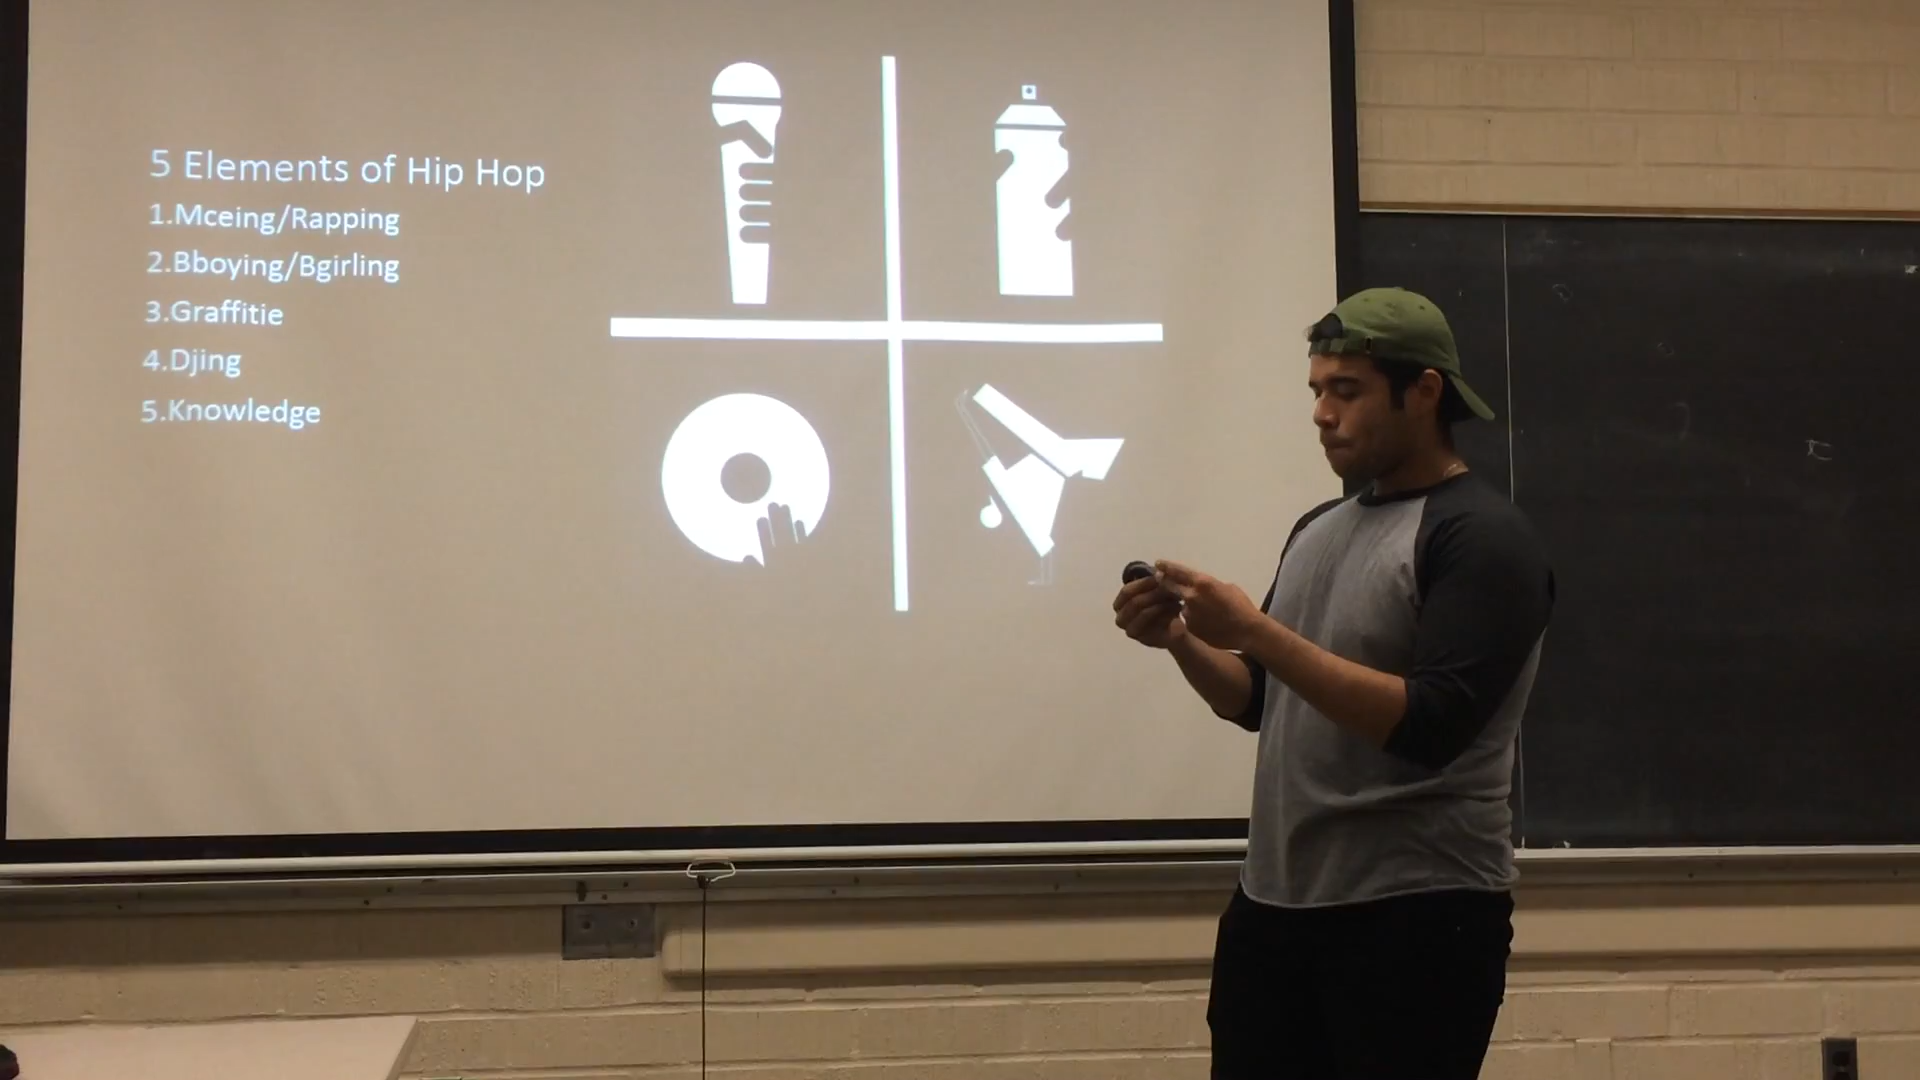 5 Elements of Hip Hop
1.Mceing/Rapping
2.Bboying/Bgirling
3.Graffitie
4.Djing
5.Knowledge